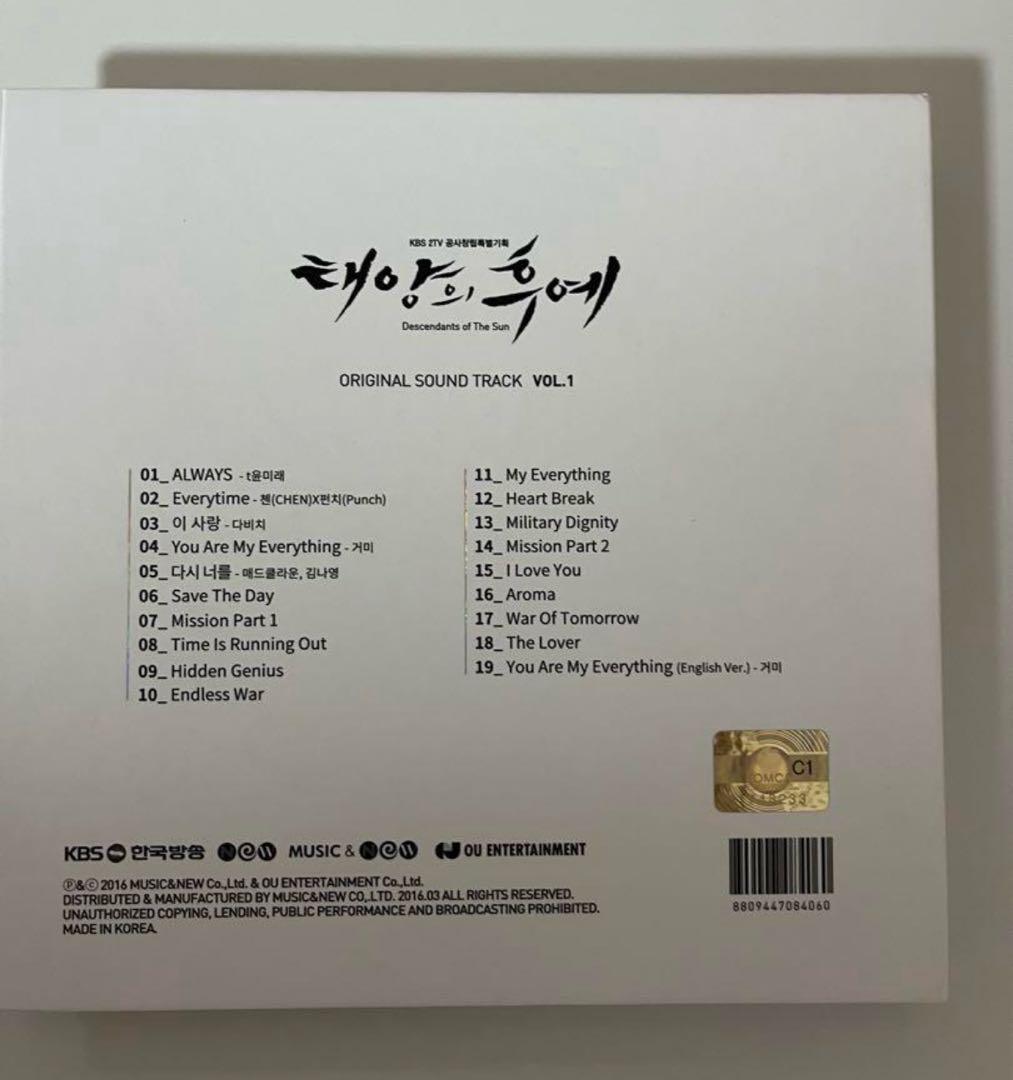 KBS 2TV 공사창립특별기획
태양의 후예
Descendants of The Sun
ORIGINAL SOUND TRACK VOL.1
01_ ALWAYS - t윤미래
02_ Everytime - 첸(CHEN)X펀치(Punch)
03_ 이 사랑 - 다비치
04_ You Are My Everything - 거미
05_ 다시 너를 - 매드클라운, 김나영
06_ Save The Day
07_ Mission Part 1
08_ Time Is Running Out
09_ Hidden Genius
10_ Endless War
11_ My Everything
12_ Heart Break
13_ Military Dignity
14_ Mission Part 2
15_ I Love You
16_ Aroma
17_ War Of Tomorrow
18_ The Lover
19_ You Are My Everything (English Ver.) - 거미
OMC C1
KBS 한국방송 NEW MUSIC & NEW OU ENTERTAINMENT
Ⓟ&ⓒ 2016 MUSIC&NEW Co.,Ltd. & OU ENTERTAINMENT Co.,Ltd.
DISTRIBUTED & MANUFACTURED BY MUSIC&NEW CO,.LTD. 2016.03 ALL RIGHTS RESERVED.
UNAUTHORIZED COPYING, LENDING, PUBLIC PERFORMANCE AND BROADCASTING PROHIBITED.
MADE IN KOREA.
8809447084060